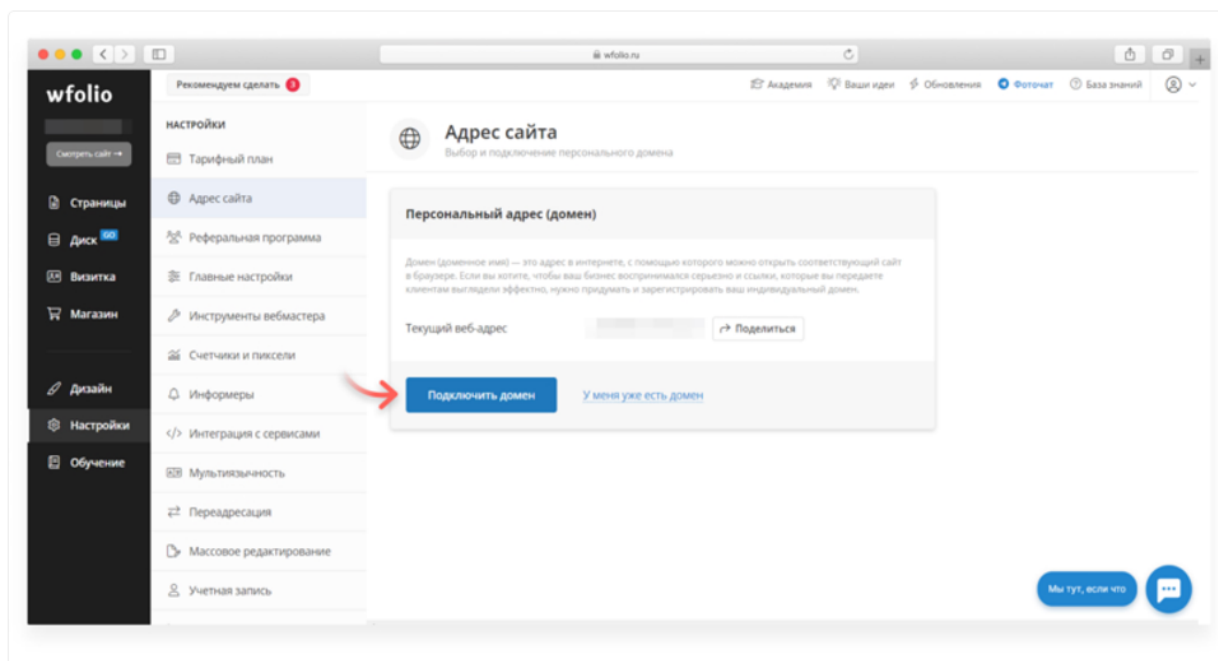 wfolio.ru
wfolio
Рекомендуем сделать 3
Академия
Ваши идеи
Обновления
Фоточат
База знаний
Смотреть сайт →
Страницы
Диск GO
Визитка
Магазин
Дизайн
Настройки
Обучение
НАСТРОЙКИ
Тарифный план
Адрес сайта
Реферальная программа
Главные настройки
Инструменты вебмастера
Счетчики и пиксели
Информеры
Интеграция с сервисами
Мультиязычность
Переадресация
Массовое редактирование
Учетная запись
Адрес сайта
Выбор и подключение персонального домена
Персональный адрес (домен)
Домен (доменное имя) — это адрес в интернете, с помощью которого можно открыть соответствующий сайт
в браузере. Если вы хотите, чтобы ваш бизнес воспринимался серьезно и ссылки, которые вы передаете
клиентам выглядели эффектно, нужно придумать и зарегистрировать ваш индивидуальный домен.
Текущий веб-адрес
Поделиться
Подключить домен
У меня уже есть домен
Мы тут, если что